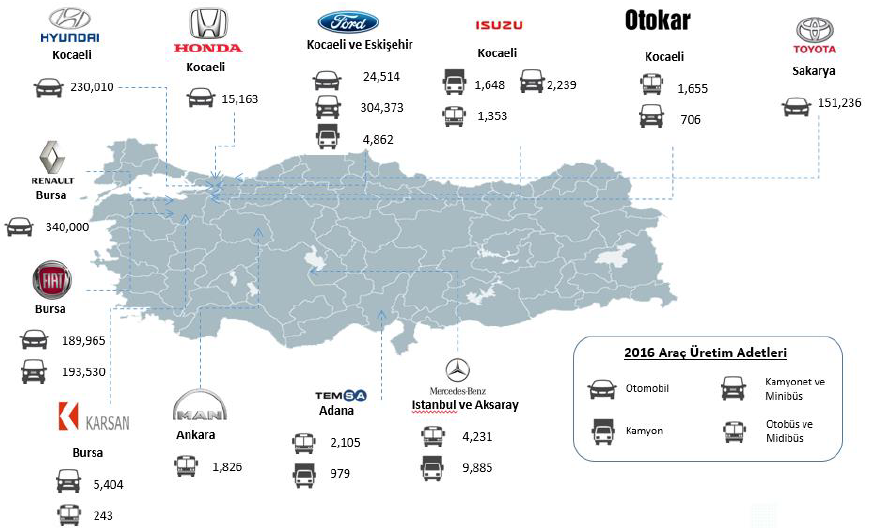 HYUNDAI
Kocaeli
230,010
HONDA
Kocaeli
15,163
Ford
Kocaeli ve Eskişehir
24,514
304,373
4,862
ISUZU
Kocaeli
1,648
2,239
1,353
Otokar
Kocaeli
1,655
706
TOYOTA
Sakarya
151,236
RENAULT
Bursa
340,000
FIAT
Bursa
189,965
193,530
KARSAN
Bursa
5,404
243
MAN
Ankara
1,826
TEMSA
Adana
2,105
979
Mercedes-Benz
Istanbul ve Aksaray
4,231
9,885
2016 Araç Üretim Adetleri
Otomobil
Kamyonet ve
Minibüs
Kamyon
Otobüs ve
Midibüs